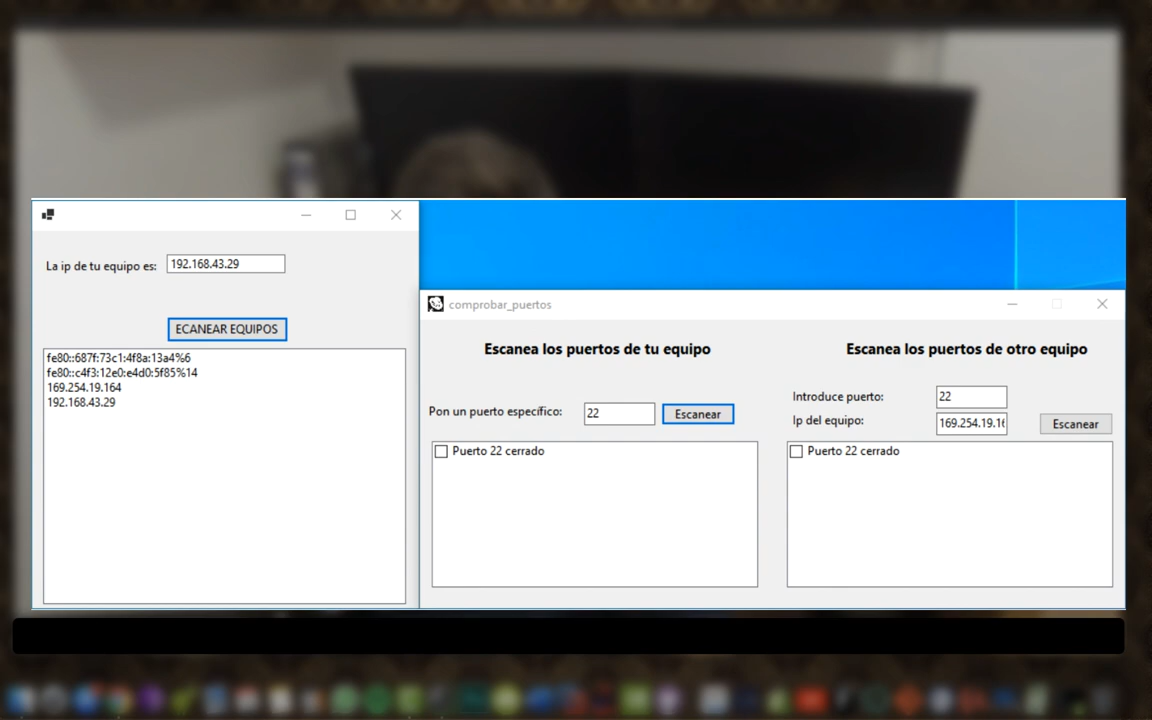 La ip de tu equipo es: 192.168.43.29
ECANEAR EQUIPOS
fe80::687f:73c1:4f8a:13a4%6
fe80::c4f3:12e0:e4d0:5f85%14
169.254.19.164
192.168.43.29
comprobar_puertos
Escanea los puertos de tu equipo
Pon un puerto específico: 22 Escanear
Puerto 22 cerrado
Escanea los puertos de otro equipo
Introduce puerto: 22
Ip del equipo: 169.254.19.16 Escanear
Puerto 22 cerrado